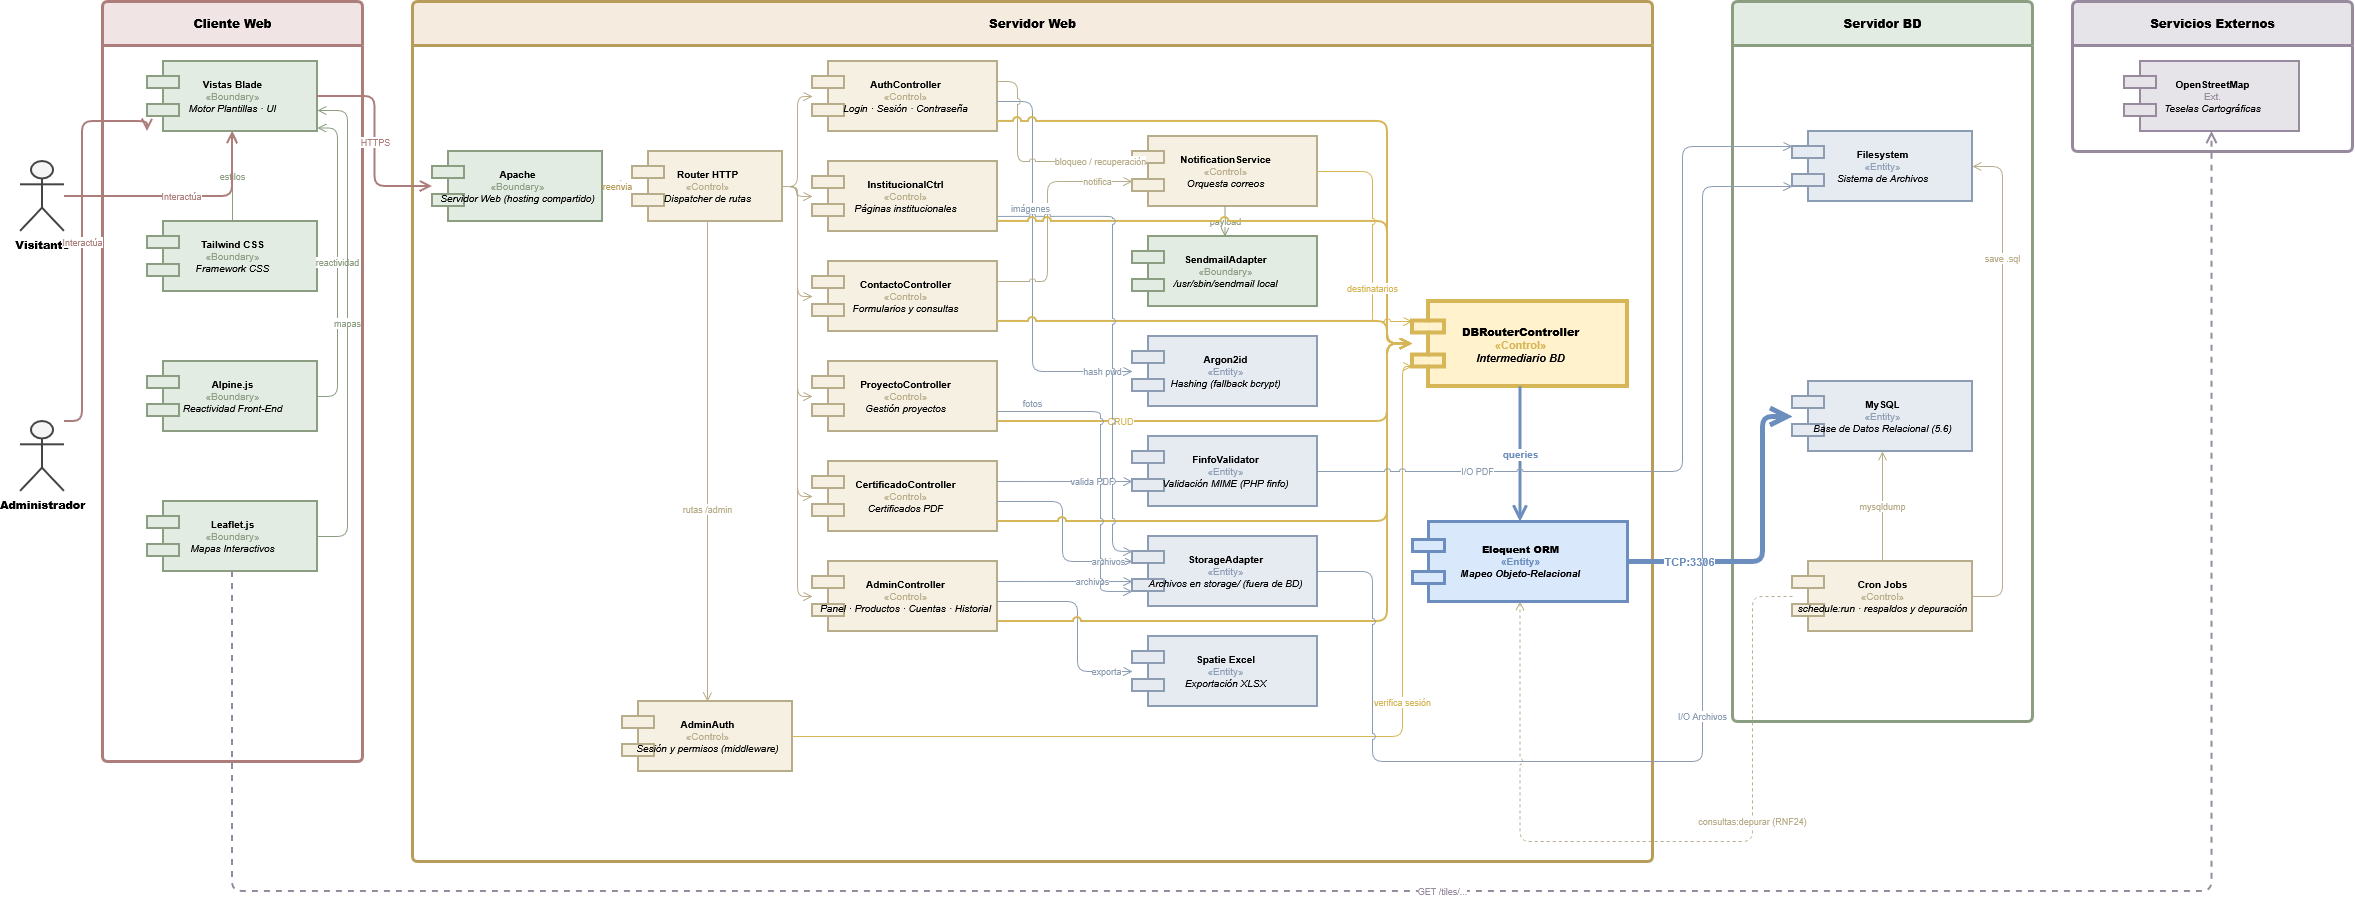 Cliente Web
Servidor Web
Servidor BD
Servicios Externos
Vistas Blade
«Boundary»
Motor Plantillas · UI
Tailwind CSS
«Boundary»
Framework CSS
Alpine.js
«Boundary»
Reactividad Front-End
Leaflet.js
«Boundary»
Mapas Interactivos
Visitante
Administrador
Interactúa
Interactúa
estilos
reactividad
mapas
HTTPS
Apache
«Boundary»
Servidor Web (hosting compartido)
reenvia
Router HTTP
«Control»
Dispatcher de rutas
rutas /admin
AdminAuth
«Control»
Sesión y permisos (middleware)
AuthController
«Control»
Login · Sesión · Contraseña
InstitucionalCtrl
«Control»
Páginas institucionales
ContactoController
«Control»
Formularios y consultas
ProyectoController
«Control»
Gestión proyectos
CertificadoController
«Control»
Certificados PDF
AdminController
«Control»
Panel · Productos · Cuentas · Historial
bloqueo / recuperación
notifica
imágenes
payload
hash pwd
fotos
CRUD
valida PDF
archivos
archivos
exporta
NotificationService
«Control»
Orquesta correos
SendmailAdapter
«Boundary»
/usr/sbin/sendmail local
Argon2id
«Entity»
Hashing (fallback bcrypt)
FinfoValidator
«Entity»
Validación MIME (PHP finfo)
StorageAdapter
«Entity»
Archivos en storage/ (fuera de BD)
Spatie Excel
«Entity»
Exportación XLSX
destinatarios
DBRouterController
«Control»
Intermediario BD
queries
I/O PDF
Eloquent ORM
«Entity»
Mapeo Objeto-Relacional
verifica sesión
TCP:3306
I/O Archivos
consultas:depurar (RNF24)
Filesystem
«Entity»
Sistema de Archivos
save .sql
MySQL
«Entity»
Base de Datos Relacional (5.6)
mysqldump
Cron Jobs
«Control»
schedule:run · respaldos y depuración
OpenStreetMap
Ext.
Teselas Cartográficas
GET /tiles/...